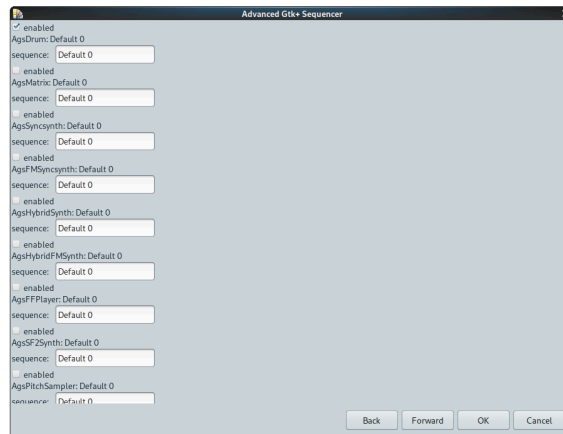 Advanced Gtk+ Sequencer
enabled
AgsDrum: Default 0
sequence: Default 0
enabled
AgsMatrix: Default 0
sequence: Default 0
enabled
AgsSyncsynth: Default 0
sequence: Default 0
enabled
AgsFMSyncsynth: Default 0
sequence: Default 0
enabled
AgsHybridSynth: Default 0
sequence: Default 0
enabled
AgsHybridFMSynth: Default 0
sequence: Default 0
enabled
AgsFFPlayer: Default 0
sequence: Default 0
enabled
AgsSF2Synth: Default 0
sequence: Default 0
enabled
AgsPitchSampler: Default 0
sequence: Default 0
Back Forward OK Cancel